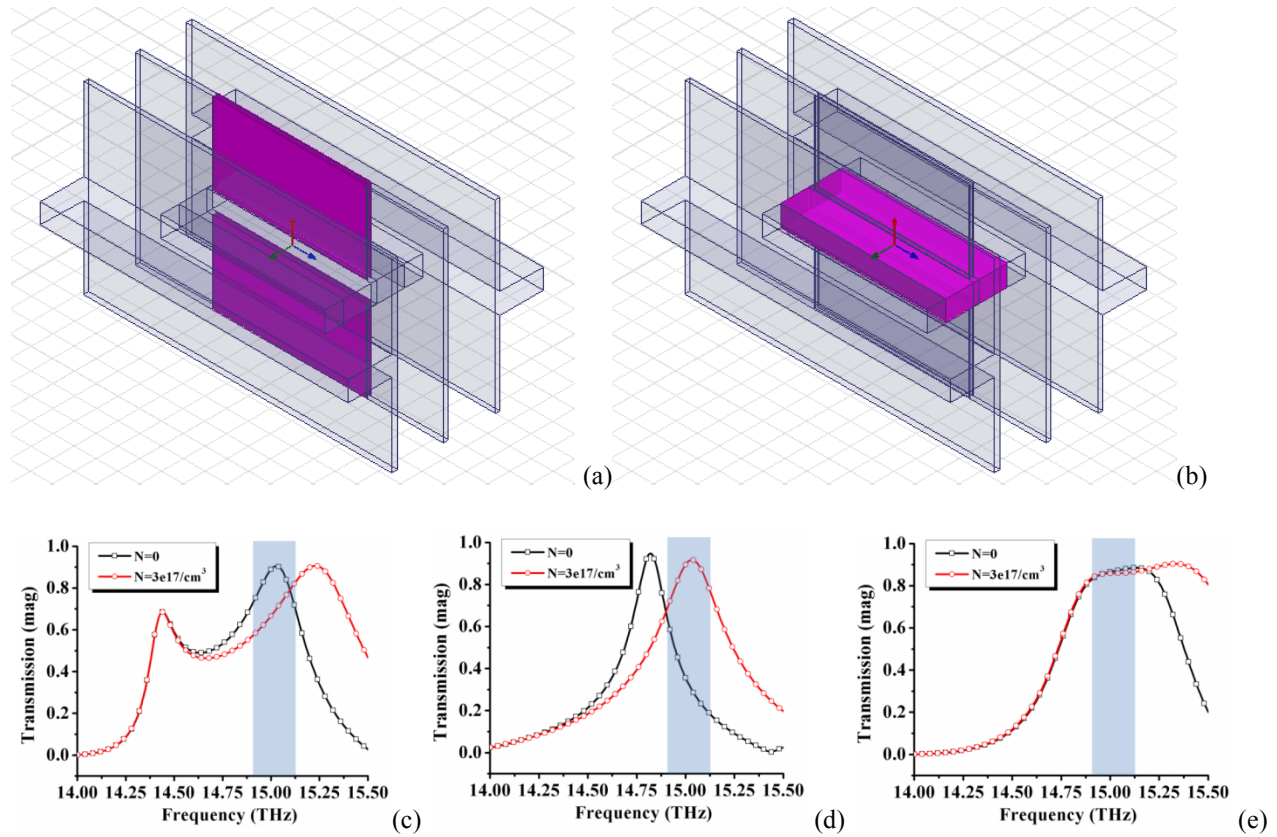 (a)
(b)
N=0
N=3e17/cm³
1.0
0.8
0.6
0.4
0.2
0.0
Transmission (mag)
14.00 14.25 14.50 14.75 15.00 15.25 15.50
Frequency (THz)
(c)
N=0
N=3e17/cm³
1.0
0.8
0.6
0.4
0.2
0.0
Transmission (mag)
14.00 14.25 14.50 14.75 15.00 15.25 15.50
Frequency (THz)
(d)
N=0
N=3e17/cm³
1.0
0.8
0.6
0.4
0.2
0.0
Transmission (mag)
14.00 14.25 14.50 14.75 15.00 15.25 15.50
Frequency (THz)
(e)